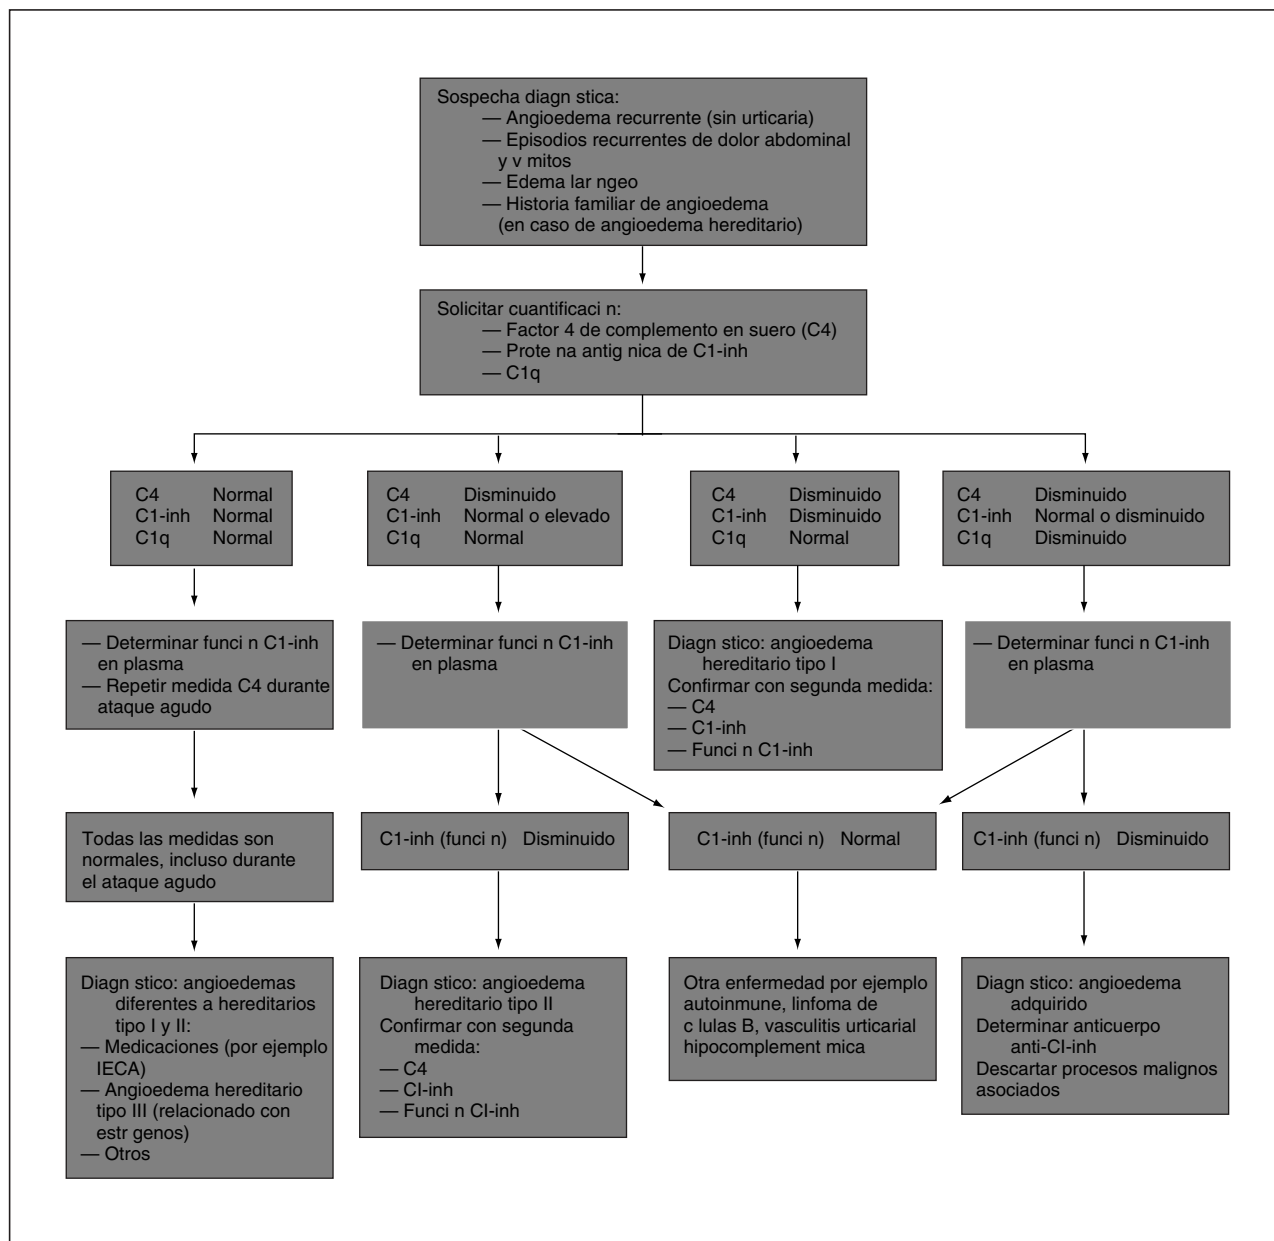 Sospecha diagn stica:
— Angioedema recurrente (sin urticaria)
— Episodios recurrentes de dolor abdominal
y v mitos
— Edema lar ngeo
— Historia familiar de angioedema
(en caso de angioedema hereditario)
Solicitar cuantificaci n:
— Factor 4 de complemento en suero (C4)
— Prote na antig nica de C1-inh
— C1q
C4 Normal
C1-inh Normal
C1q Normal
C4 Disminuido
C1-inh Normal o elevado
C1q Normal
C4 Disminuido
C1-inh Disminuido
C1q Normal
C4 Disminuido
C1-inh Normal o disminuido
C1q Disminuido
— Determinar funci n C1-inh
en plasma
— Repetir medida C4 durante
ataque agudo
— Determinar funci n C1-inh
en plasma
Diagn stico: angioedema
hereditario tipo I
Confirmar con segunda medida:
— C4
— C1-inh
— Funci n C1-inh
— Determinar funci n C1-inh
en plasma
Todas las medidas son
normales, incluso durante
el ataque agudo
C1-inh (funci n) Disminuido
C1-inh (funci n) Normal
C1-inh (funci n) Disminuido
Diagn stico: angioedemas
diferentes a hereditarios
tipo I y II:
— Medicaciones (por ejemplo
IECA)
— Angioedema hereditario
tipo III (relacionado con
estr genos)
— Otros
Diagn stico: angioedema
hereditario tipo II
Confirmar con segunda
medida:
— C4
— CI-inh
— Funci n CI-inh
Otra enfermedad por ejemplo
autoinmune, linfoma de
c lulas B, vasculitis urticarial
hipocomplement mica
Diagn stico: angioedema
adquirido
Determinar anticuerpo
anti-CI-inh
Descartar procesos malignos
asociados